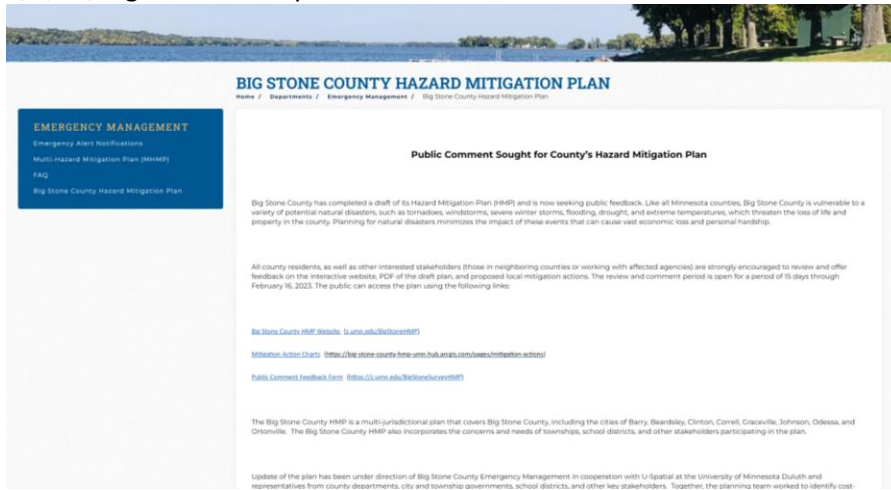 BIG STONE COUNTY HAZARD MITIGATION PLAN
Home / Departments / Emergency Management / Big Stone County Hazard Mitigation Plan
EMERGENCY MANAGEMENT
Emergency Alert Notifications
Multi-Hazard Mitigation Plan (MHMP)
FAQ
Big Stone County Hazard Mitigation Plan
Public Comment Sought for County's Hazard Mitigation Plan
Big Stone County has completed a draft of its Hazard Mitigation Plan (HMP) and is now seeking public feedback. Like all Minnesota counties, Big Stone County is vulnerable to a
variety of potential natural disasters, such as tornadoes, windstorms, severe winter storms, flooding, drought, and extreme temperatures, which threaten the loss of life and
property in the county. Planning for natural disasters minimizes the impact of these events that can cause vast economic loss and personal hardship.
All county residents, as well as other interested stakeholders (those in neighboring counties or working with affected agencies) are strongly encouraged to review and offer
feedback on the interactive website, PDF of the draft plan, and proposed local mitigation actions. The review and comment period is open for a period of 15 days through
February 16, 2023. The public can access the plan using the following links:
Big Stone County HMP Website (z.umn.edu/BigStoneHMP)
Mitigation Action Charts (https://big-stone-county-hmp-umn.hub.arcgis.com/pages/mitigation-actions)
Public Comment Feedback Form (https://z.umn.edu/BigStoneSurveyHMP)
The Big Stone County HMP is a multi-jurisdictional plan that covers Big Stone County, including the cities of Barry, Beardsley, Clinton, Correll, Graceville, Johnson, Odessa, and
Ortonville. The Big Stone County HMP also incorporates the concerns and needs of townships, school districts, and other stakeholders participating in the plan.
Update of the plan has been under direction of Big Stone County Emergency Management in cooperation with U-Spatial at the University of Minnesota Duluth and
representatives from county departments, city and township governments, school districts, and other key stakeholders. Together, the planning team worked to identify cost-